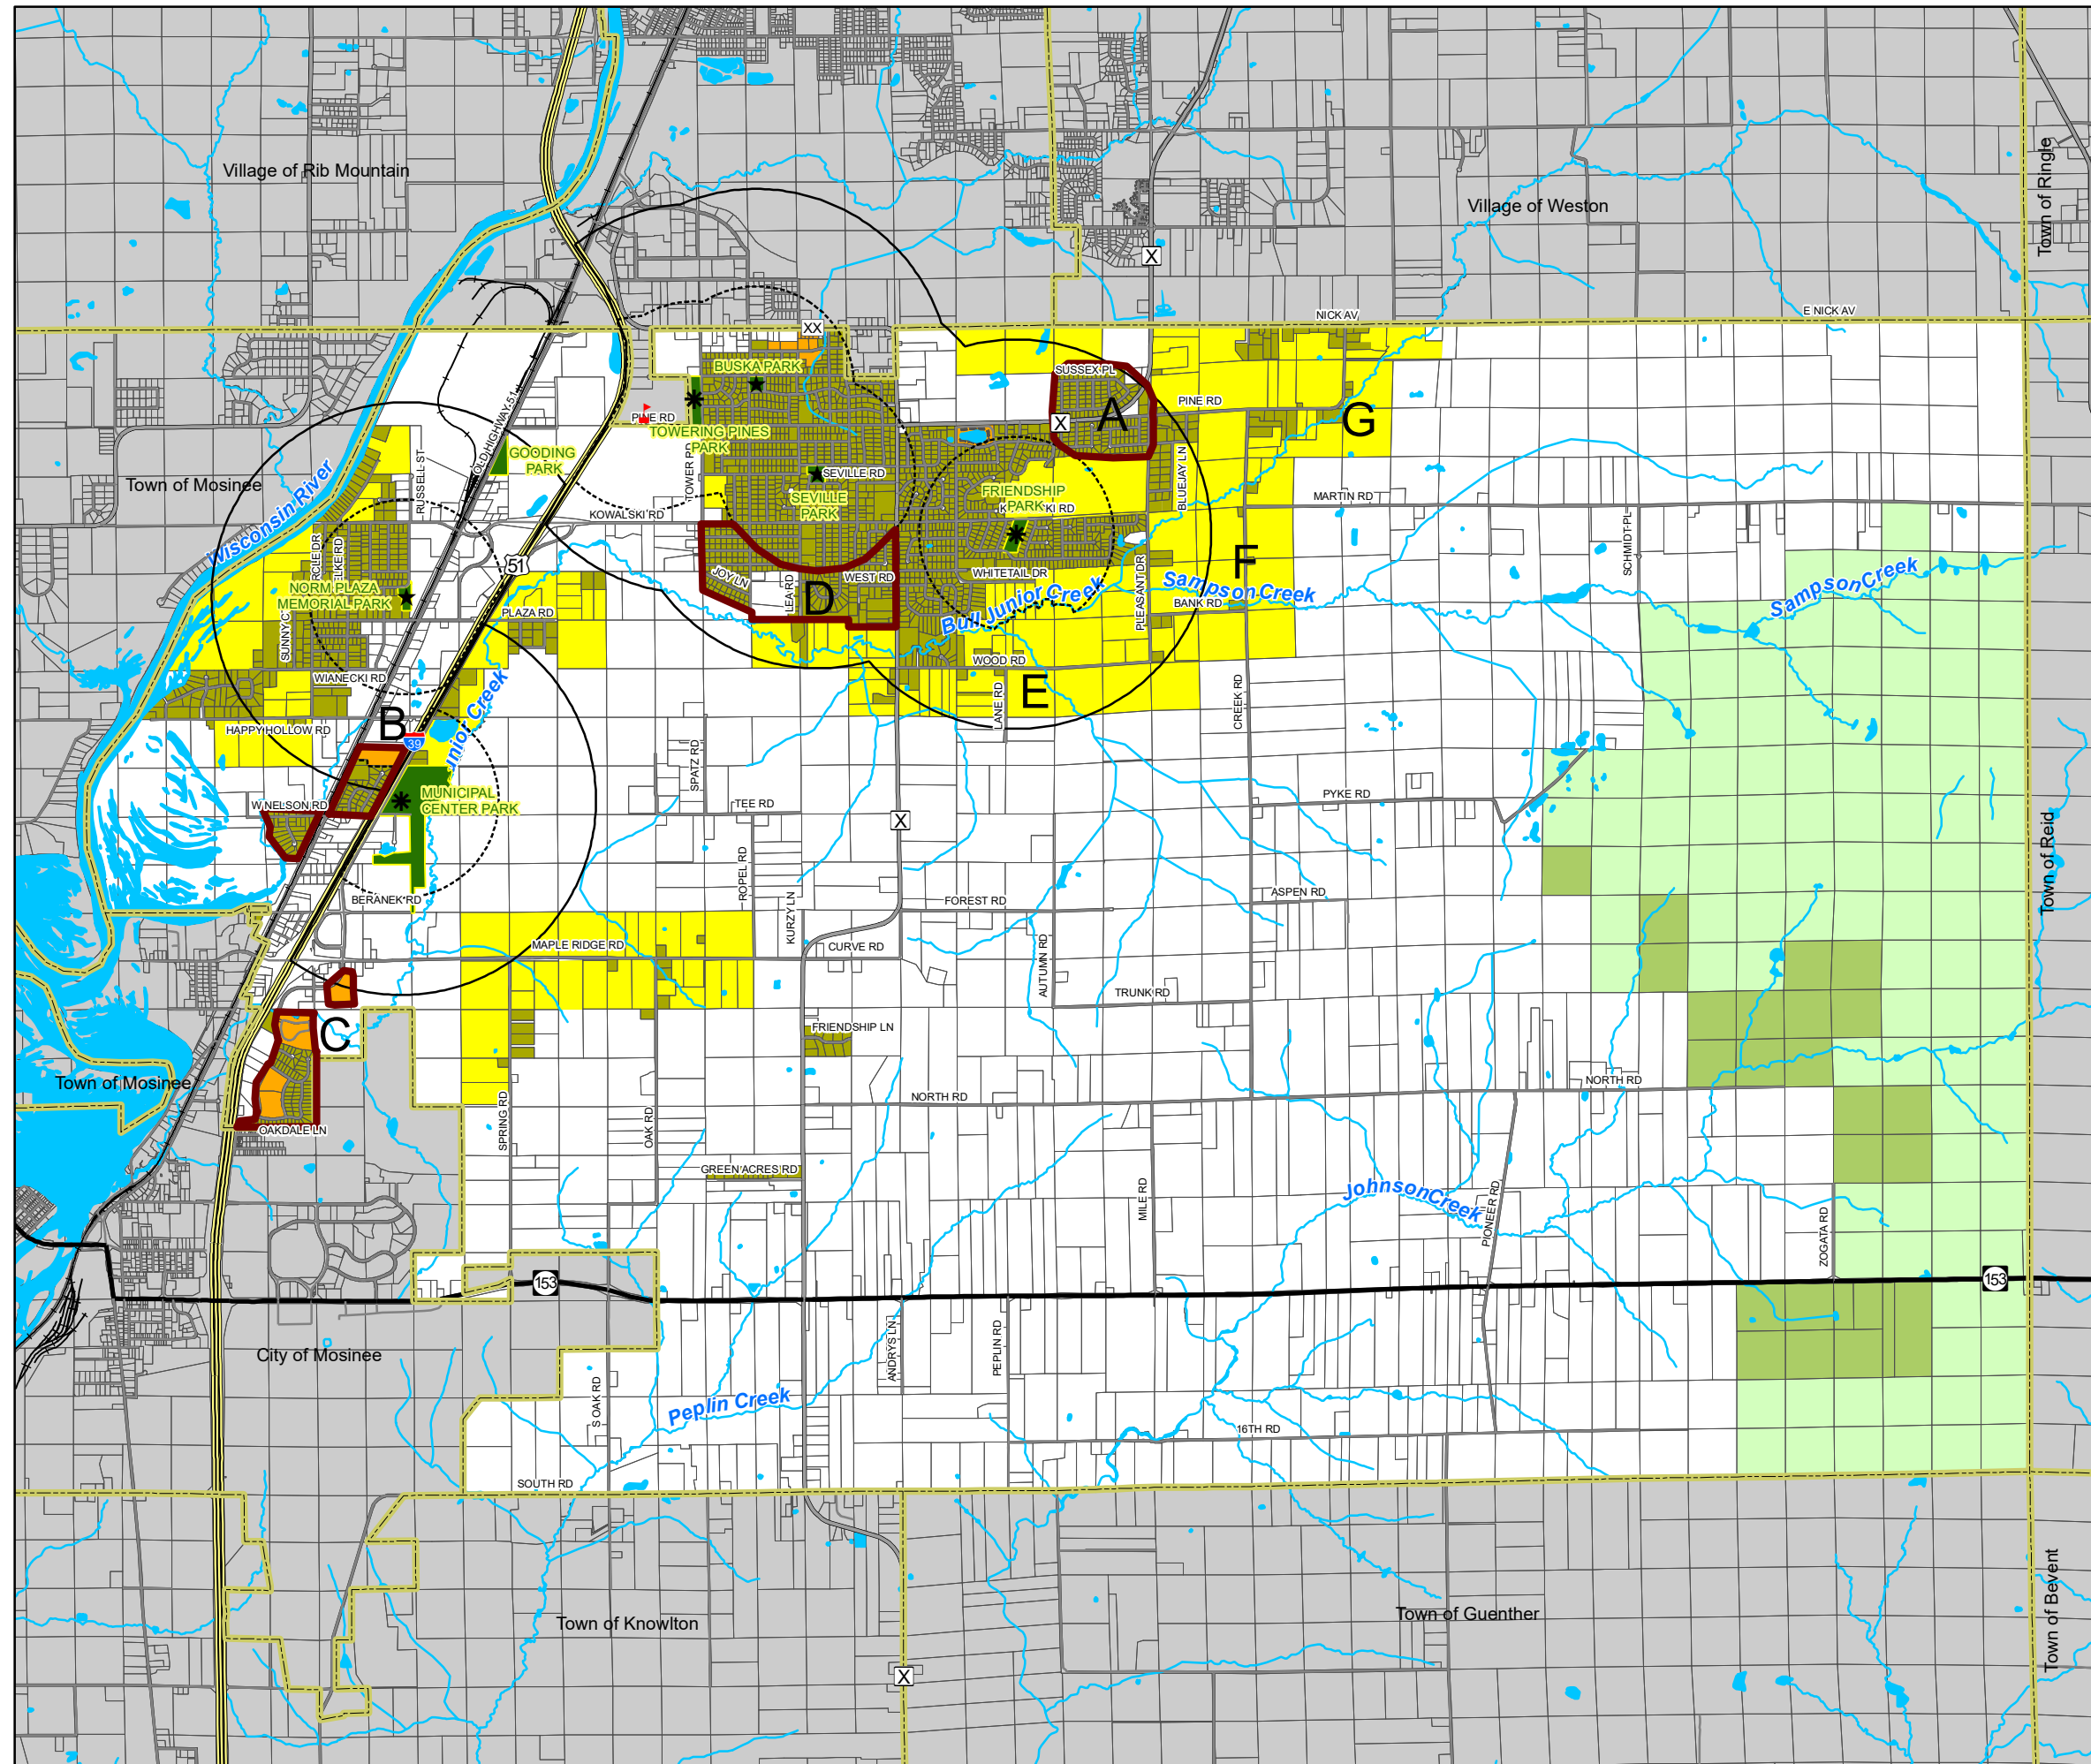 Village of Rib Mountain
Village of Weston
Town of Ringle
X
NICK AV
E NICK AV
XX
BUSKA PARK
SUSSEX PL
PINE RD
PINE RD
A
X
G
TOWERING PINES
PARK
OLD HIGHWAY 51
GOODING
PARK
TOWER RD
SEVILLE RD
SEVILLE
PARK
FRIENDSHIP
PARK
BLUEJAY LN
MARTIN RD
Town of Mosinee
Wisconsin River
RUSSELL ST
KOWALSKI RD
51
SCHMIDT PL
F
JOY LN
LEA RD
WEST RD
D
WHITETAIL DR
Bull Junior Creek
PLEASANT DR
Sampson Creek
BANK RD
Sampson Creek
NORM PLAZA
MEMORIAL PARK
PLAZA RD
WIANECKI RD
WOOD RD
LANE RD
E
CREEK RD
HAPPY HOLLOW RD
B
39
Junior Creek
SPATZ RD
W NELSON RD
MUNICIPAL
CENTER PARK
TEE RD
X
PYKE RD
ROPEL RD
BERANEK RD
KURZY LN
FOREST RD
ASPEN RD
Town of Reid
MAPLE RIDGE RD
CURVE RD
AUTUMN RD
TRUNK RD
C
FRIENDSHIP LN
Town of Mosinee
OAKDALE LN
SPRING RD
OAK RD
NORTH RD
NORTH RD
GREEN ACRES RD
MILE RD
Johnson Creek
PIONEER RD
ZOGATA RD
153
153
City of Mosinee
ANDRYS LN
PEPLIN RD
S OAK RD
Peplin Creek
16TH RD
SOUTH RD
Town of Knowlton
Town of Guenther
Town of Bevent
X